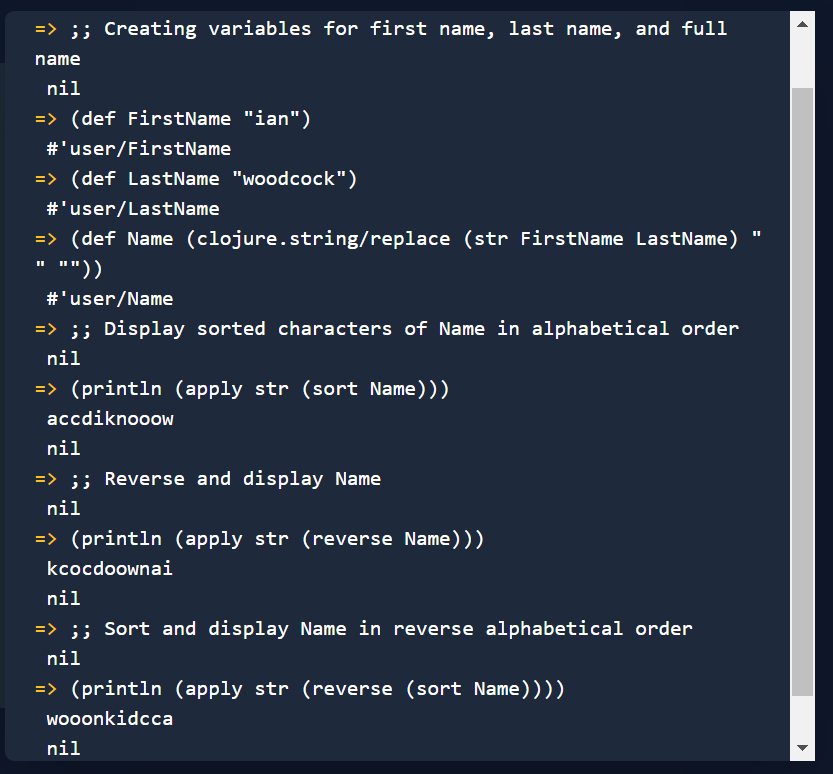 => ;; Creating variables for first name, last name, and full
name
nil
=> (def FirstName "ian")
#'user/FirstName
=> (def LastName "woodcock")
#'user/LastName
=> (def Name (clojure.string/replace (str FirstName LastName) "
" ""))
#'user/Name
=> ;; Display sorted characters of Name in alphabetical order
nil
=> (println (apply str (sort Name)))
accdiknooow
nil
=> ;; Reverse and display Name
nil
=> (println (apply str (reverse Name)))
kcocdoownai
nil
=> ;; Sort and display Name in reverse alphabetical order
nil
=> (println (apply str (reverse (sort Name))))
wooonkidcca
nil